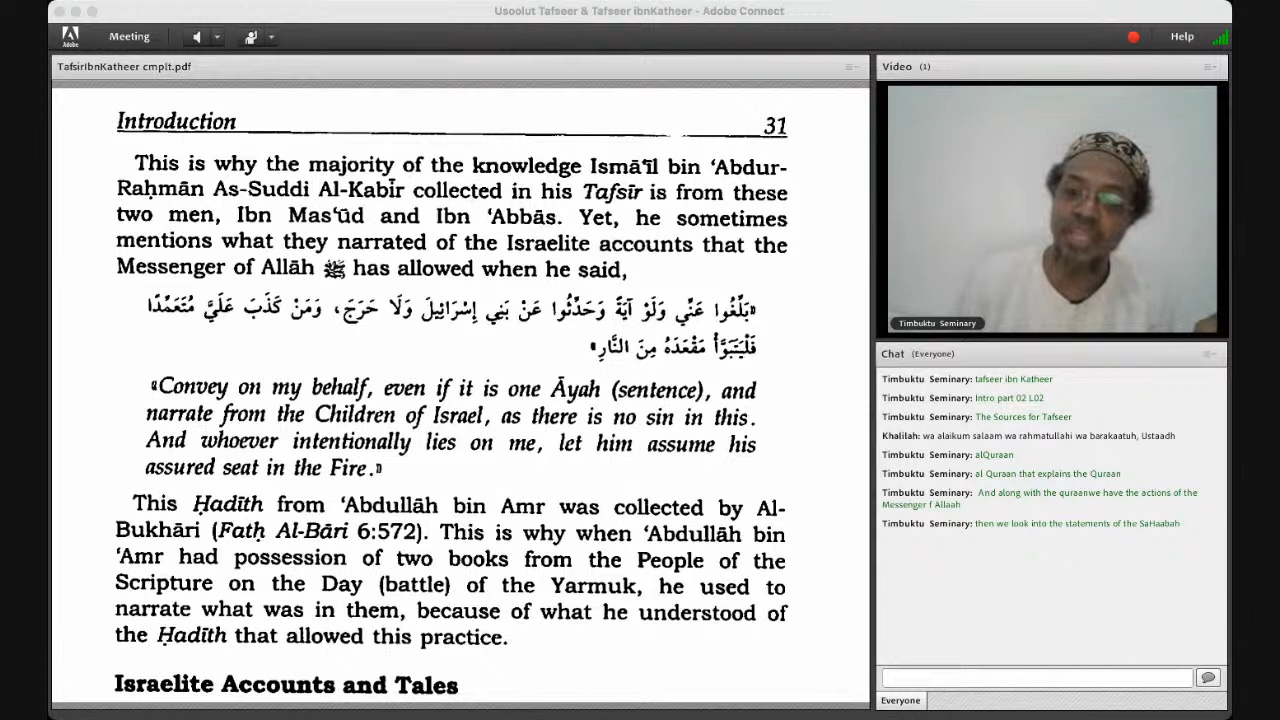 Usoolut Tafseer & Tafseer ibnKatheer - Adobe Connect
Adobe
Meeting
Help
TafsirIbnKatheer cmplt.pdf
Introduction 31
This is why the majority of the knowledge Ismā‘īl bin ‘Abdur-
Raḥmān As-Suddi Al-Kabīr collected in his Tafsīr is from these
two men, Ibn Mas‘ūd and Ibn ‘Abbās. Yet, he sometimes
mentions what they narrated of the Israelite accounts that the
Messenger of Allāh ﷺ has allowed when he said,
«بَلِّغُوا عَنِّي وَلَوْ آيَةً وَحَدِّثُوا عَنْ بَنِي إِسْرَائِيلَ وَلَا حَرَجَ، وَمَنْ كَذَبَ عَلَيَّ مُتَعَمِّدًا
فَلْيَتَبَوَّأْ مَقْعَدَهُ مِنَ النَّارِ»
«Convey on my behalf, even if it is one Āyah (sentence), and
narrate from the Children of Israel, as there is no sin in this.
And whoever intentionally lies on me, let him assume his
assured seat in the Fire.»
This Ḥadīth from ‘Abdullāh bin Amr was collected by Al-
Bukhāri (Fatḥ Al-Bāri 6:572). This is why when ‘Abdullāh bin
‘Amr had possession of two books from the People of the
Scripture on the Day (battle) of the Yarmuk, he used to
narrate what was in them, because of what he understood of
the Ḥadīth that allowed this practice.
Israelite Accounts and Tales
Video (1)
Timbuktu Seminary
Chat (Everyone)
Timbuktu Seminary: tafseer ibn Katheer
Timbuktu Seminary: Intro part 02 L02
Timbuktu Seminary: The Sources for Tafseer
Khalilah: wa alaikum salaam wa rahmatullahi wa barakaatuh, Ustaadh
Timbuktu Seminary: alQuraan
Timbuktu Seminary: al Quraan that explains the Quraan
Timbuktu Seminary: And along with the quraanwe have the actions of the
Messenger f Allaah
Timbuktu Seminary: then we look into the statements of the SaHaabah
Everyone